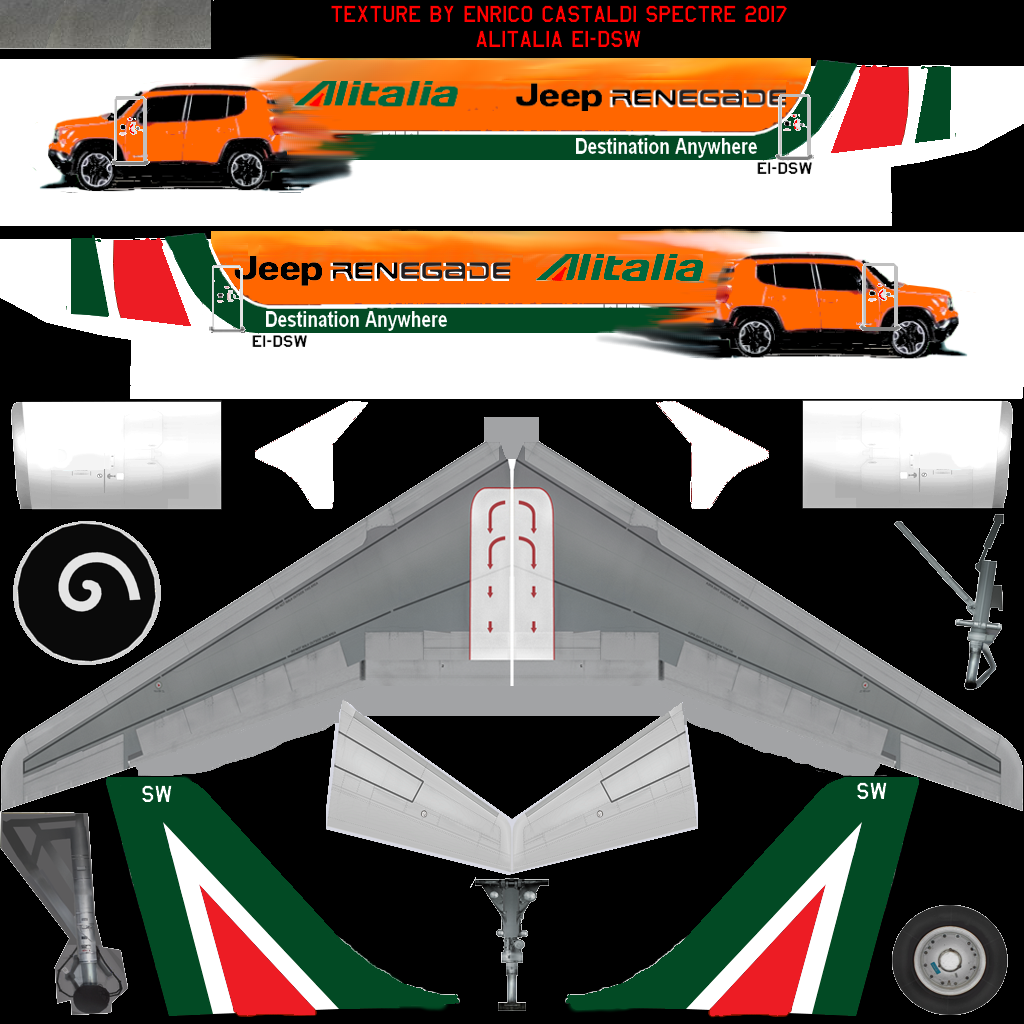 TEXTURE BY ENRICO CASTALDI SPECTRE 2017
ALITALIA EI-DSW
Alitalia Jeep RENEGADE
Destination Anywhere
EI-DSW
Jeep RENEGADE Alitalia
Destination Anywhere
EI-DSW
SW SW